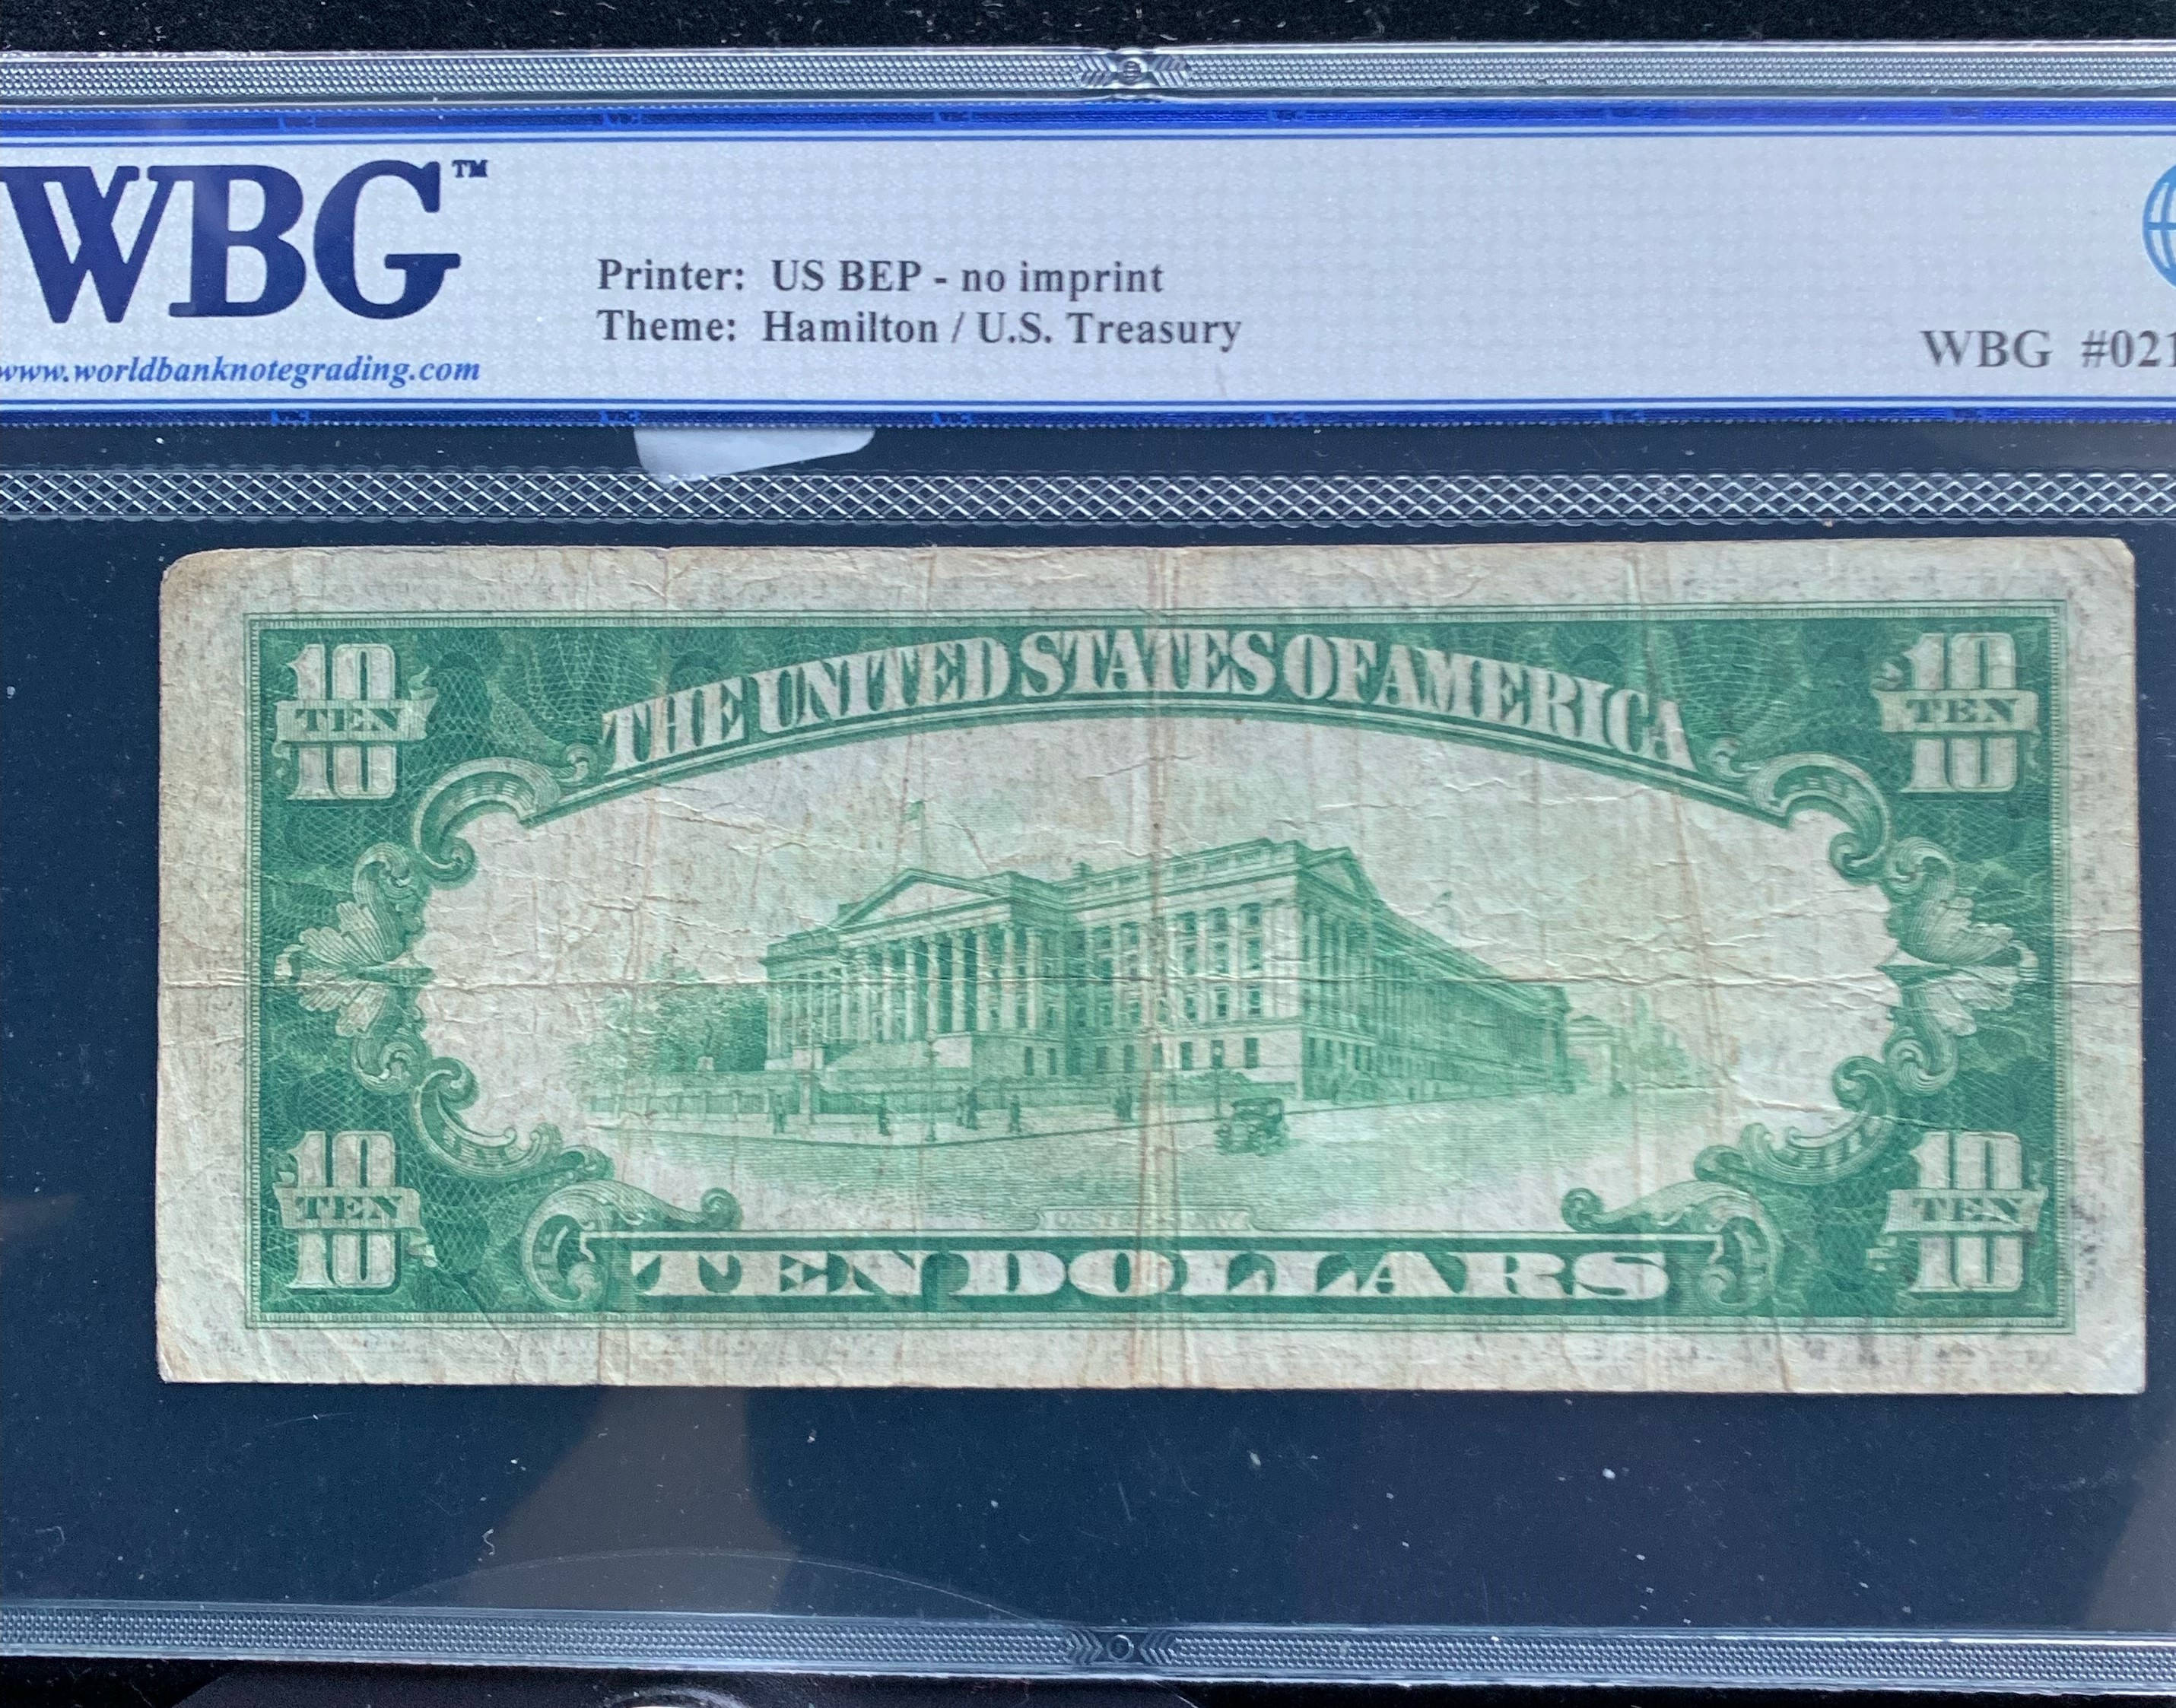 WBG™
www.worldbanknotegrading.com
Printer: US BEP - no imprint
Theme: Hamilton / U.S. Treasury
WBG #021
10
TEN
10
THE UNITED STATES OF AMERICA
10
TEN
10
10
TEN
10
TEN DOLLARS
10
TEN
10